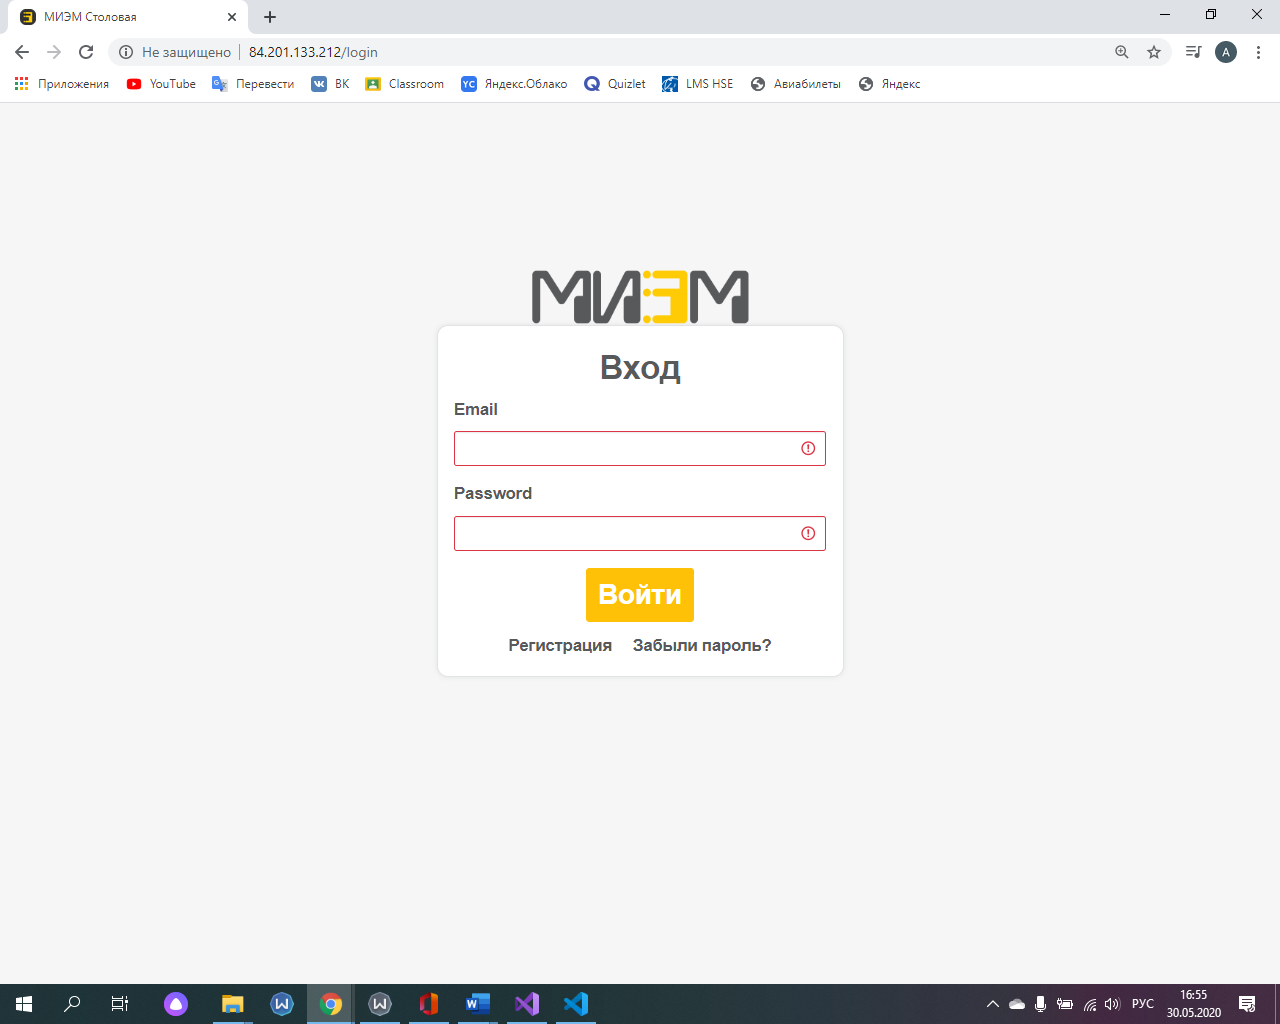 МИЭМ Столовая
Не защищено 84.201.133.212/login
A
Приложения YouTube Перевести ВК Classroom Яндекс.Облако Quizlet LMS HSE Авиабилеты Яндекс
МИЭМ
Вход
Email
Password
Войти
Регистрация Забыли пароль?
РУС
16:55
30.05.2020